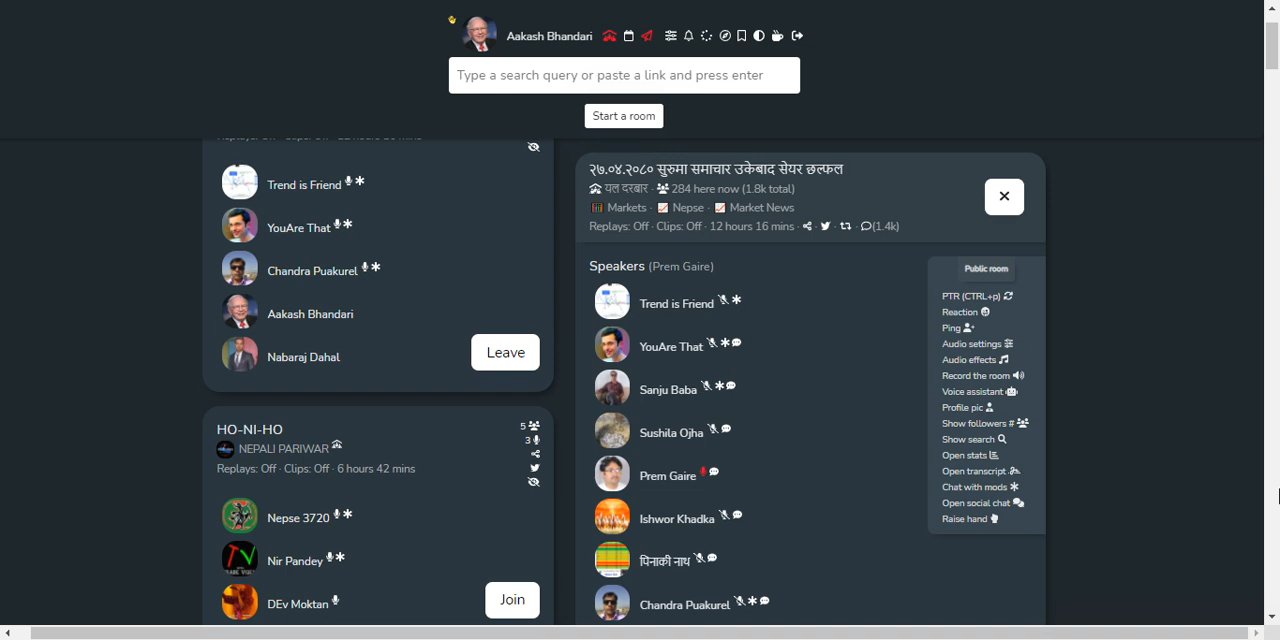 Aakash Bhandari
Type a search query or paste a link and press enter
Start a room
Trend is Friend
YouAre That
Chandra Puakurel
Aakash Bhandari
Nabaraj Dahal
Leave
HO-NI-HO
5
NEPALI PARIWAR
3
Replays: Off · Clips: Off · 6 hours 42 mins
Nepse 3720
Nir Pandey
DEv Moktan
Join
२७.०४.२०८० सुरुमा समाचार उकेबाद सेयर छल्फल
यल दरबार · 284 here now (1.8k total)
Markets · Nepse · Market News
Replays: Off · Clips: Off · 12 hours 16 mins · · · · (1.4k)
Speakers (Prem Gaire)
Trend is Friend
YouAre That
Sanju Baba
Sushila Ojha
Prem Gaire
Ishwor Khadka
पिनाकी नाथ
Chandra Puakurel
Public room
PTR (CTRL+p)
Reaction
Ping
Audio settings
Audio effects
Record the room
Voice assistant
Profile pic
Show followers #
Show search
Open stats
Open transcript
Chat with mods
Open social chat
Raise hand